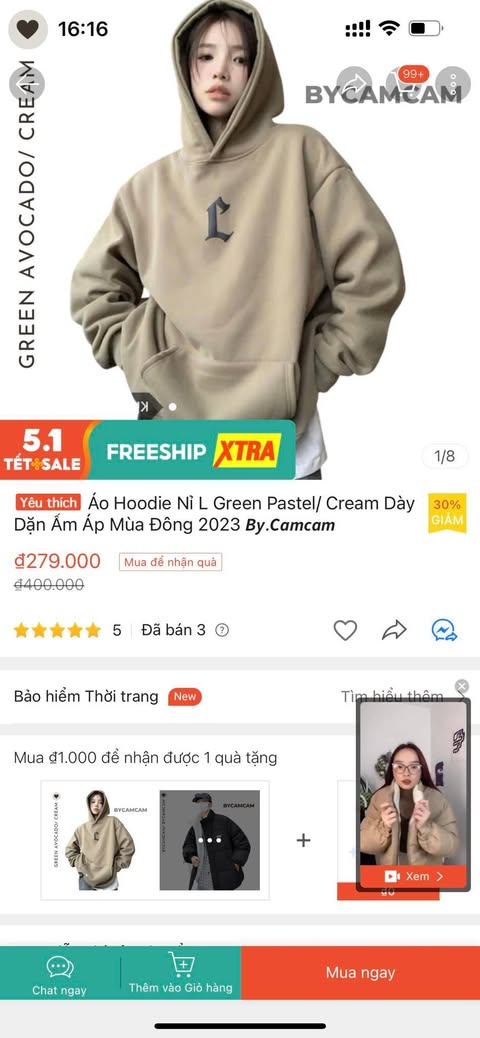 16:16
99+
BYCAMCAM
GREEN AVOCADO/ CREAM
5.1
TẾT SALE
FREESHIP XTRA
1/8
Yêu thích Áo Hoodie Nỉ L Green Pastel/ Cream Dày
Dặn Ấm Áp Mùa Đông 2023 By.Camcam
30%
GIẢM
₫279.000
Mua để nhận quà
₫400.000
5
Đã bán 3
?
Bảo hiểm Thời trang
New
Tìm hiểu thêm
Mua ₫1.000 để nhận được 1 quà tặng
GREEN AVOCADO/ CREAM
BYCAMCAM
BYCAMCAM
+
Xem
₫0
Chat ngay
Thêm vào Giỏ hàng
Mua ngay